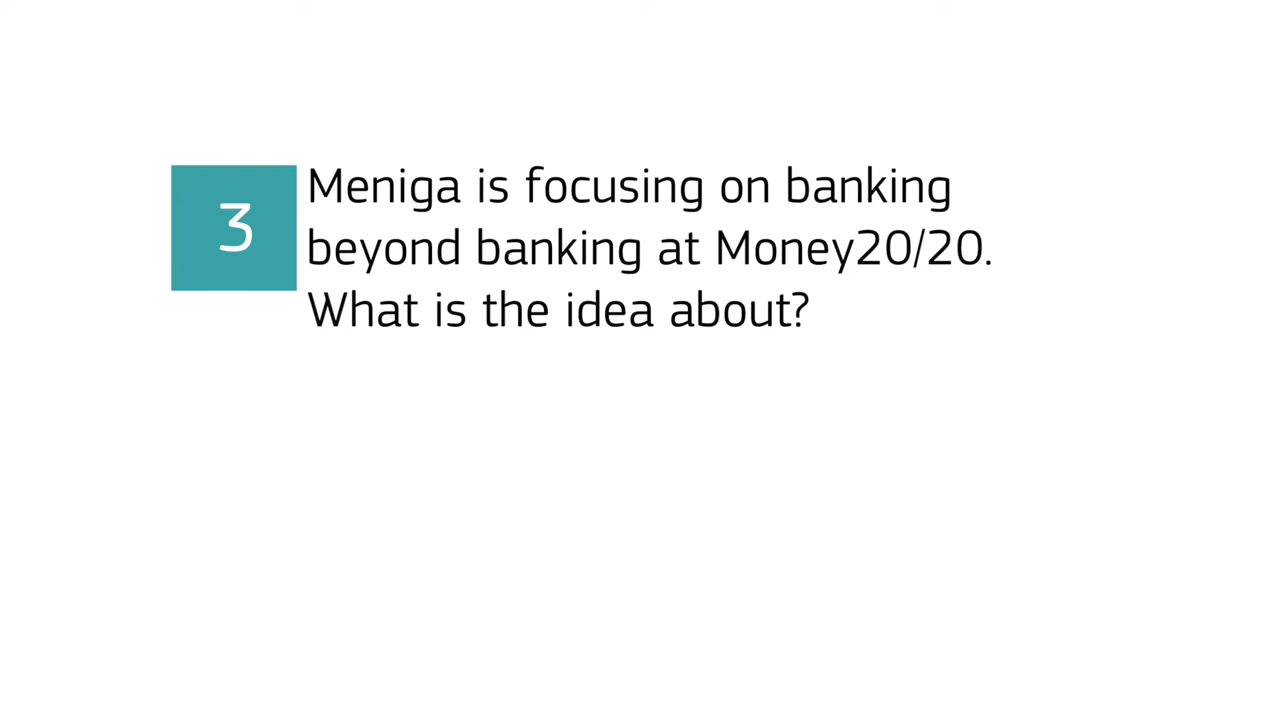 3
Meniga is focusing on banking
beyond banking at Money20/20.
What is the idea about?